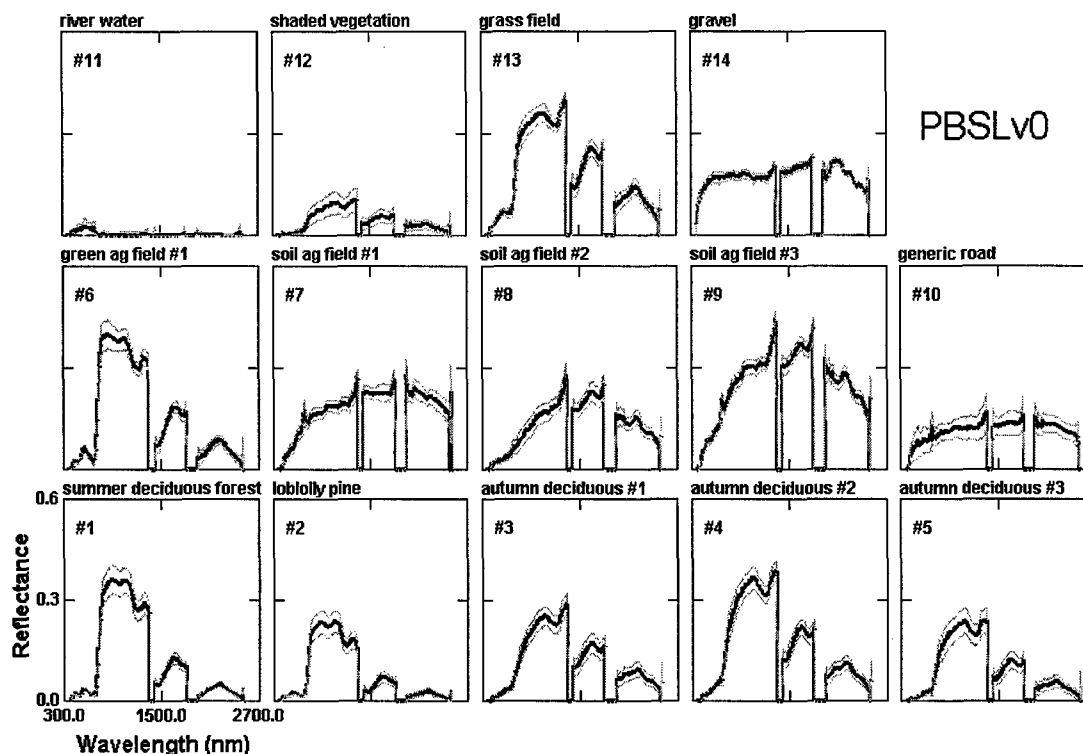 river water
shaded vegetation
grass field
gravel
#11
#12
#13
#14
PBSLv0
green ag field #1
soil ag field #1
soil ag field #2
soil ag field #3
generic road
#6
#7
#8
#9
#10
summer deciduous forest
loblolly pine
autumn deciduous #1
autumn deciduous #2
autumn deciduous #3
0.6
#1
#2
#3
#4
#5
0.3
Reflectance
0.0
300.0 1500.0 2700.0
Wavelength (nm)